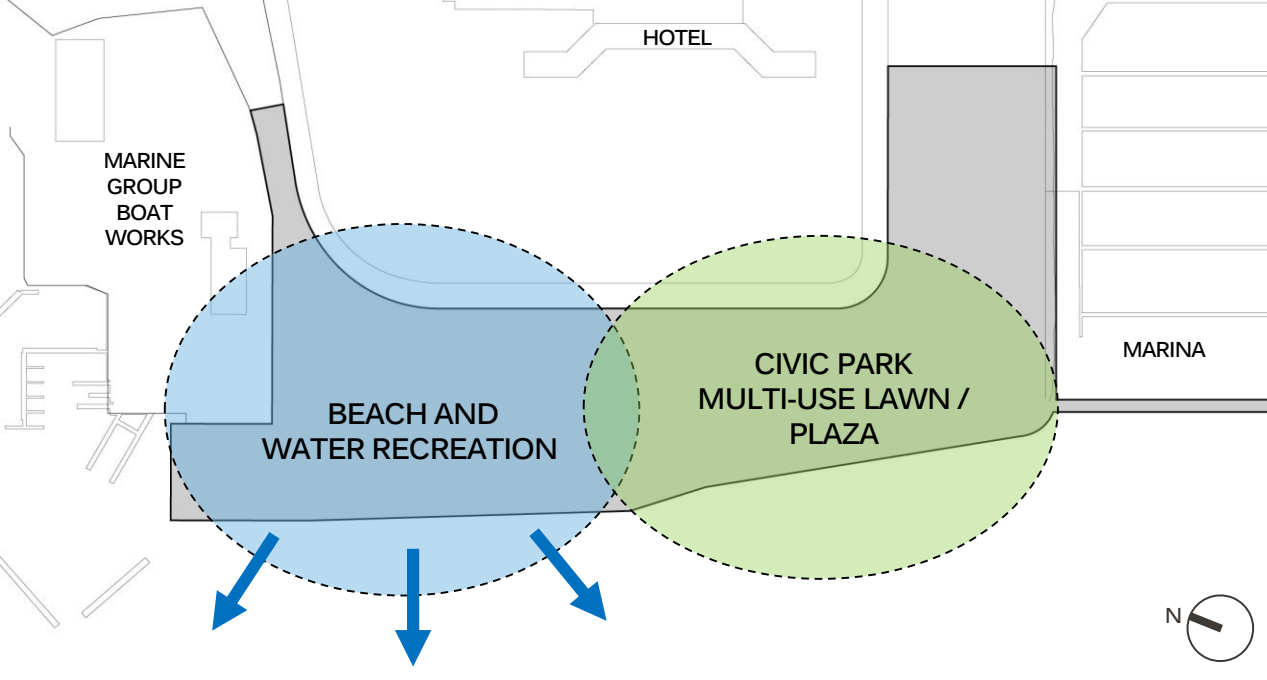 HOTEL
MARINE
GROUP
BOAT
WORKS
BEACH AND
WATER RECREATION
CIVIC PARK
MULTI-USE LAWN /
PLAZA
MARINA
N